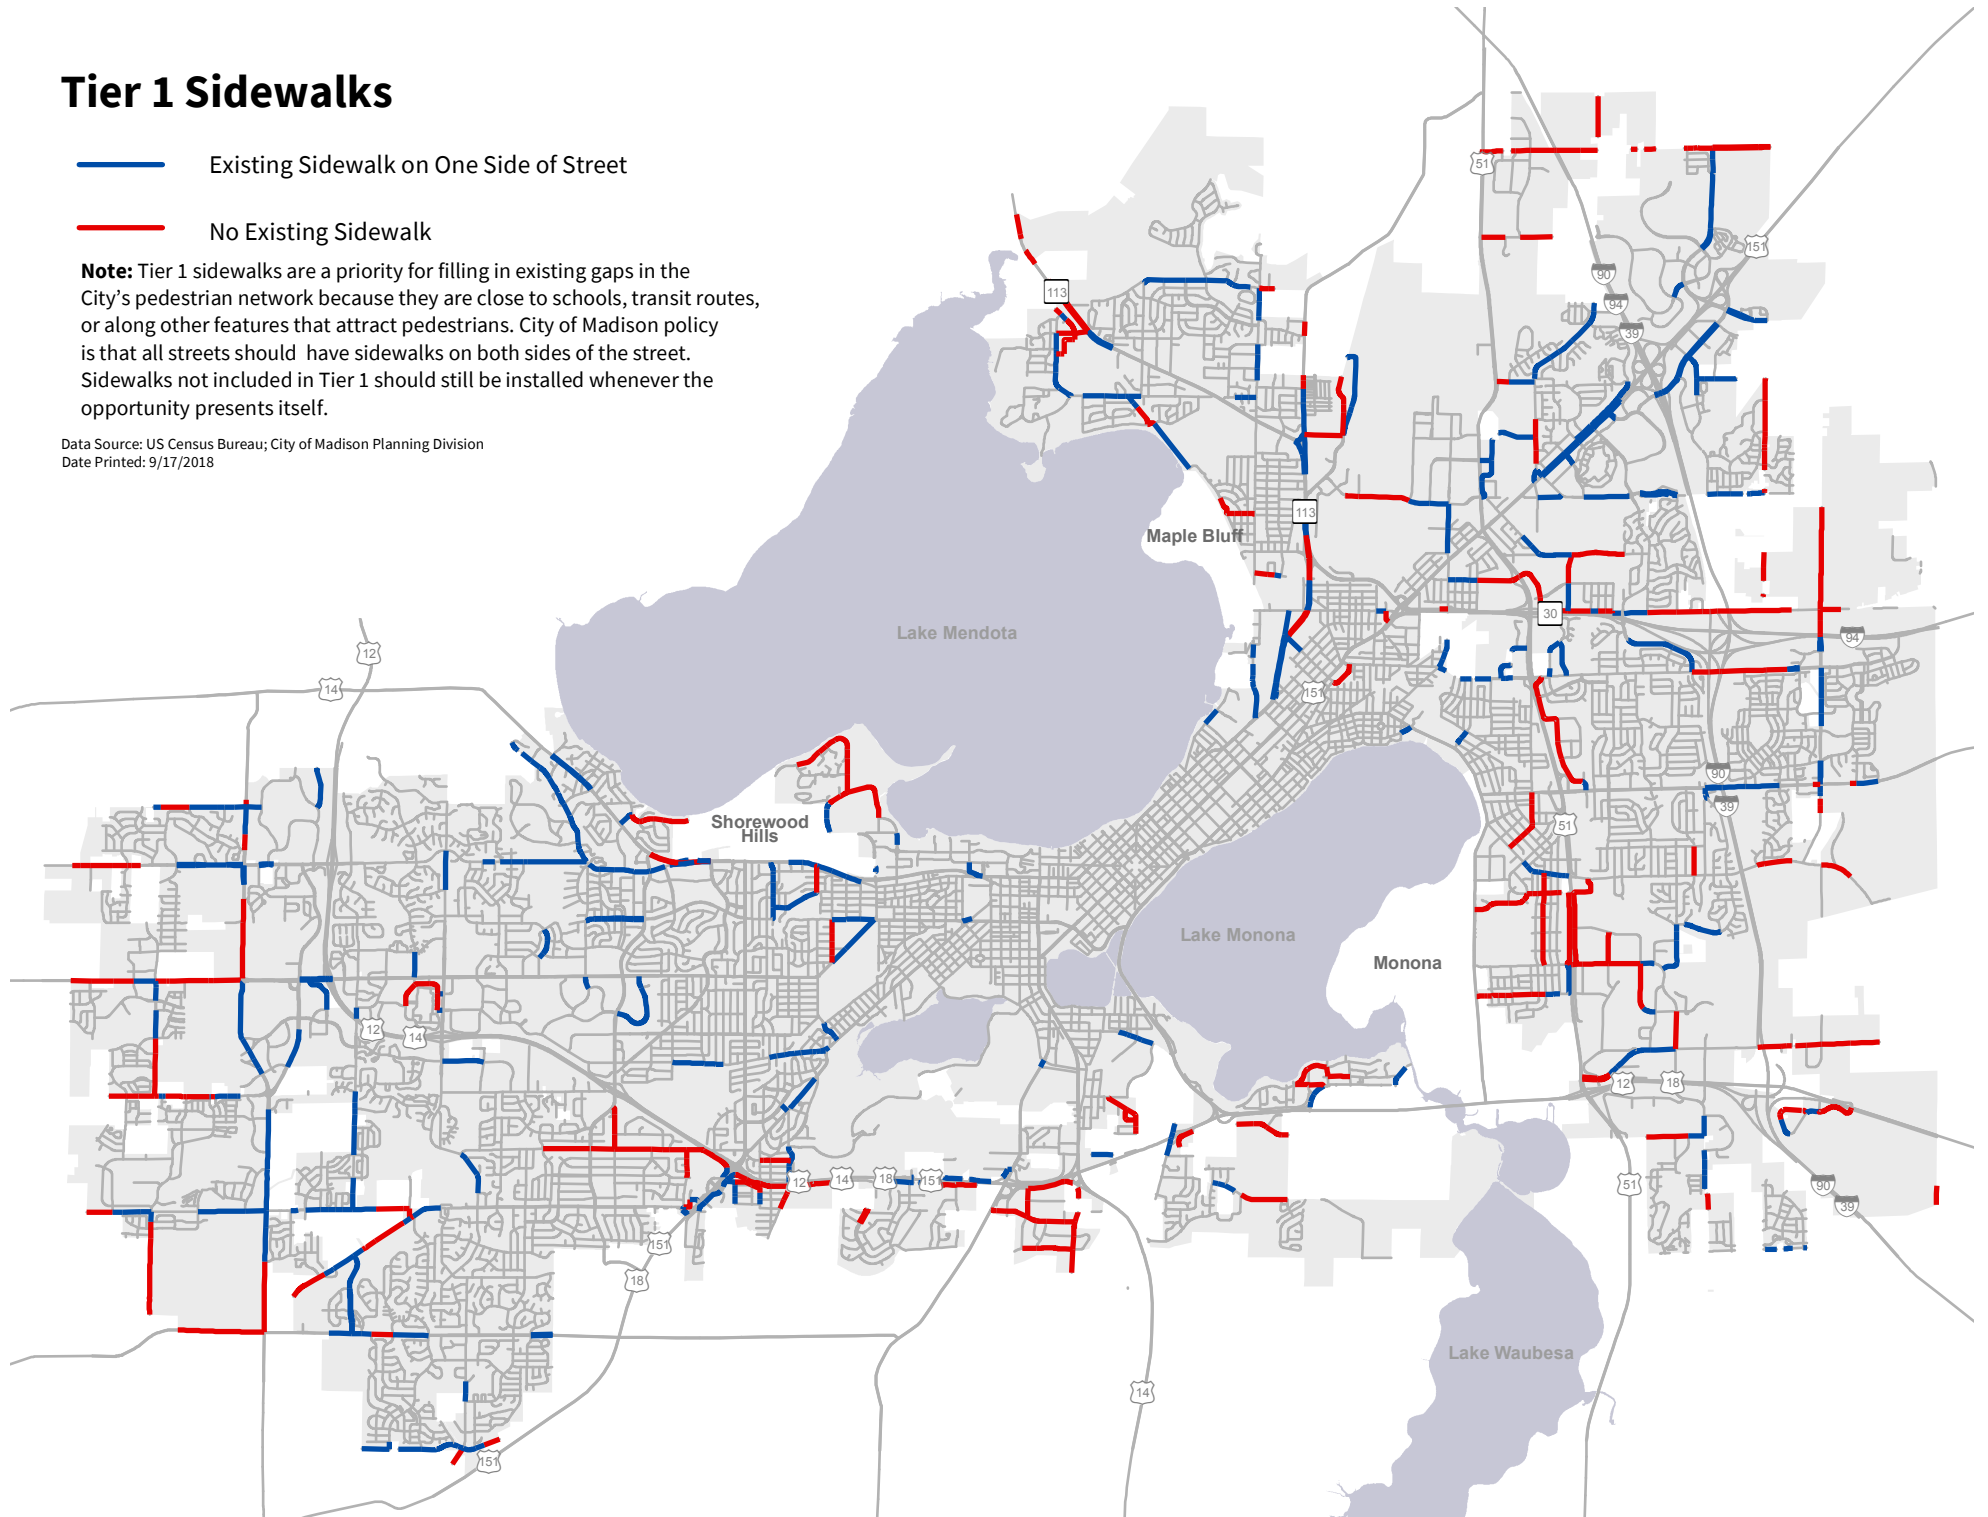 Tier 1 Sidewalks
Existing Sidewalk on One Side of Street
No Existing Sidewalk
Note: Tier 1 sidewalks are a priority for filling in existing gaps in the
City's pedestrian network because they are close to schools, transit routes,
or along other features that attract pedestrians. City of Madison policy
is that all streets should have sidewalks on both sides of the street.
Sidewalks not included in Tier 1 should still be installed whenever the
opportunity presents itself.
Data Source: US Census Bureau; City of Madison Planning Division
Date Printed: 9/17/2018
51
151
90
113
94
39
113
Maple Bluff
30
Lake Mendota
94
12
14
151
90
39
Shorewood
Hills
51
Lake Monona
Monona
12
14
12
18
12
14
18
151
51
90
39
151
18
Lake Waubesa
14
151